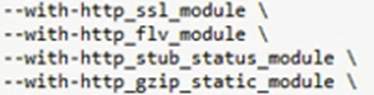 --with-http_ssl_module \
--with-http_flv_module \
--with-http_stub_status_module \
--with-http_gzip_static_module \